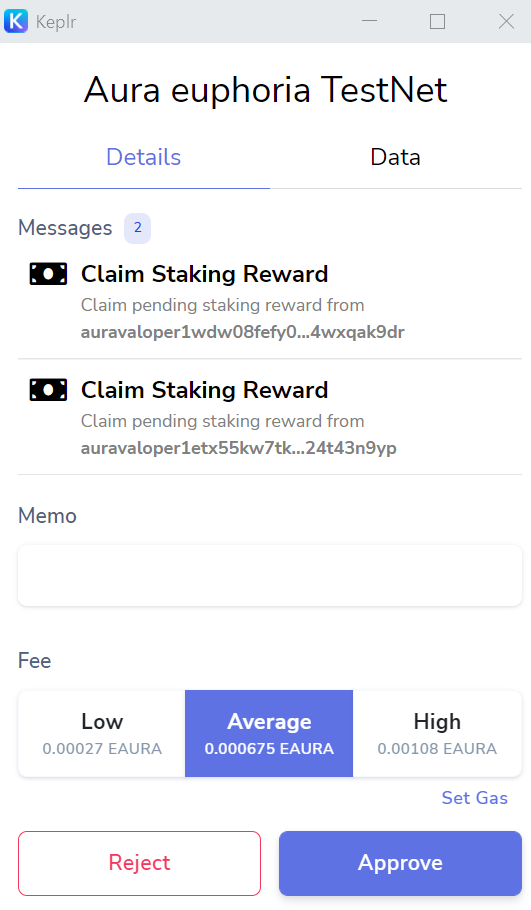 Keplr
Aura euphoria TestNet
Details Data
Messages 2
Claim Staking Reward
Claim pending staking reward from
auravaloper1wdw08fefy0...4wxqak9dr
Claim Staking Reward
Claim pending staking reward from
auravaloper1etx55kw7tk...24t43n9yp
Memo
Fee
Low Average High
0.00027 EAURA 0.000675 EAURA 0.00108 EAURA
Set Gas
Reject Approve